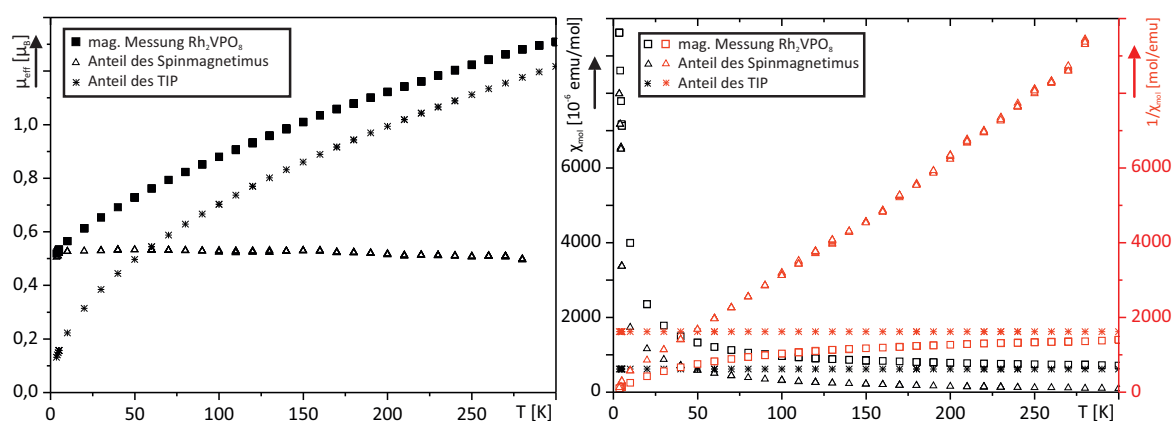 μeff [μB]
mag. Messung Rh₂VPO₈
Anteil des Spinmagnetimus
Anteil des TIP
1,0
0,8
0,6
0,4
0,2
0,0
0 50 100 150 200 250 T [K]
χmol [10⁻⁶ emu/mol]
mag. Messung Rh₂VPO₈
Anteil des Spinmagnetimus
Anteil des TIP
1/χmol [mol/emu]
6000 6000
4000 4000
2000 2000
0 0
0 50 100 150 200 250 T [K]